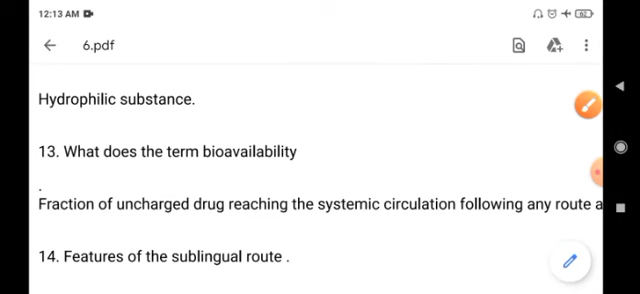 12:13 AM
62
6.pdf
Hydrophilic substance.
13. What does the term bioavailability
.
Fraction of uncharged drug reaching the systemic circulation following any route a
14. Features of the sublingual route .